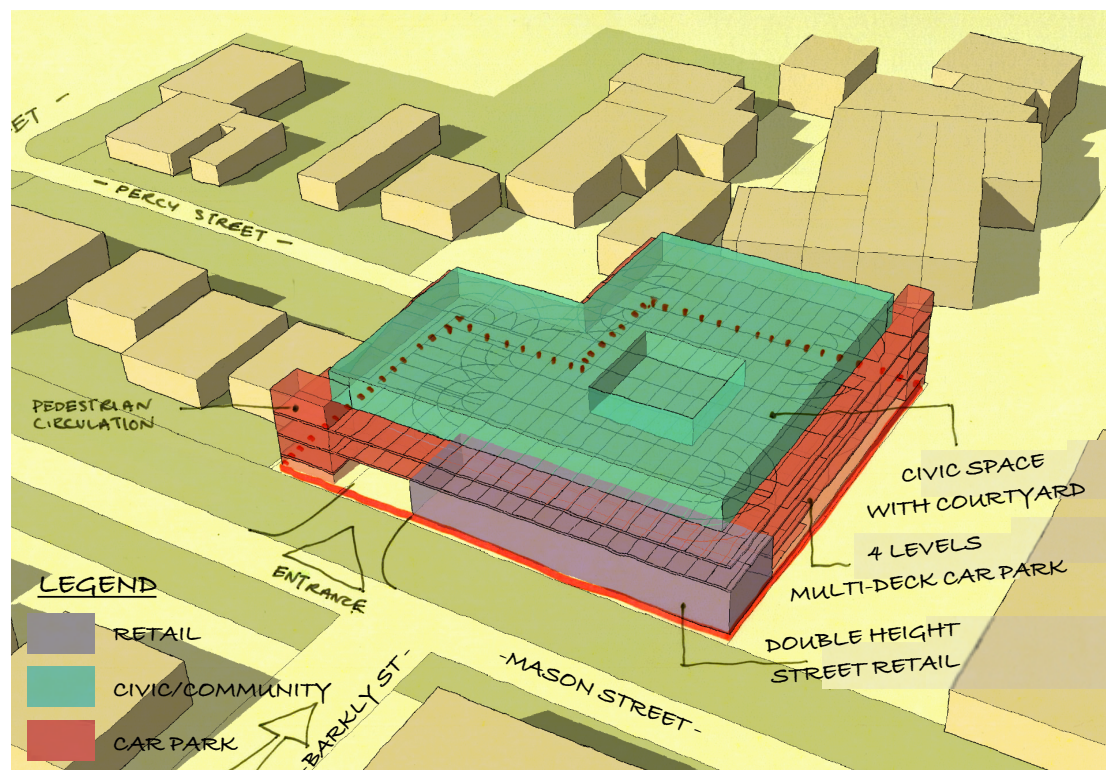 ET -
- PERCY STREET -
PEDESTRIAN
CIRCULATION
CIVIC SPACE
WITH COURTYARD
4 LEVELS
MULTI-DECK CAR PARK
ENTRANCE
DOUBLE HEIGHT
STREET RETAIL
-MASON STREET-
-BARKLY ST-
LEGEND
RETAIL
CIVIC/COMMUNITY
CAR PARK